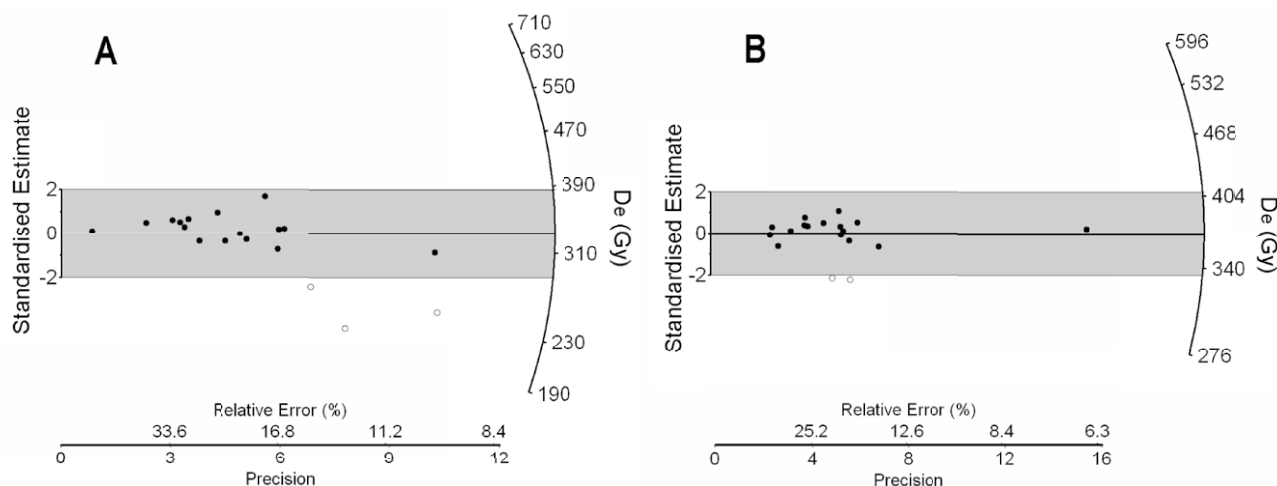 A
Standardised Estimate
2
0
-2
710
630
550
470
390
310
230
190
De (Gy)
Relative Error (%)
33.6 16.8 11.2 8.4
0 3 6 9 12
Precision
B
Standardised Estimate
2
0
-2
596
532
468
404
340
276
De (Gy)
Relative Error (%)
25.2 12.6 8.4 6.3
0 4 8 12 16
Precision